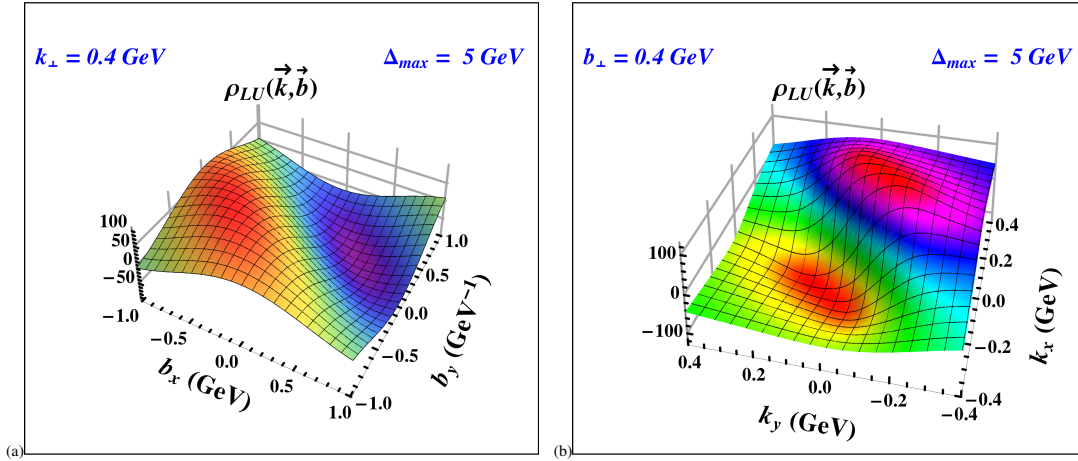 k⊥ = 0.4 GeV
Δmax = 5 GeV
ρLU(k⃗,b⃗)
100
50
0
−50
−1.0
−0.5
0.0
0.5
1.0
bx (GeV)
1.0
0.5
0.0
−0.5
−1.0
by (GeV−1)
(a)
b⊥ = 0.4 GeV
Δmax = 5 GeV
ρLU(k⃗,b⃗)
100
0
−100
0.4
0.2
0.0
−0.2
−0.4
ky (GeV)
0.4
0.2
0.0
−0.2
−0.4
kx (GeV)
(b)